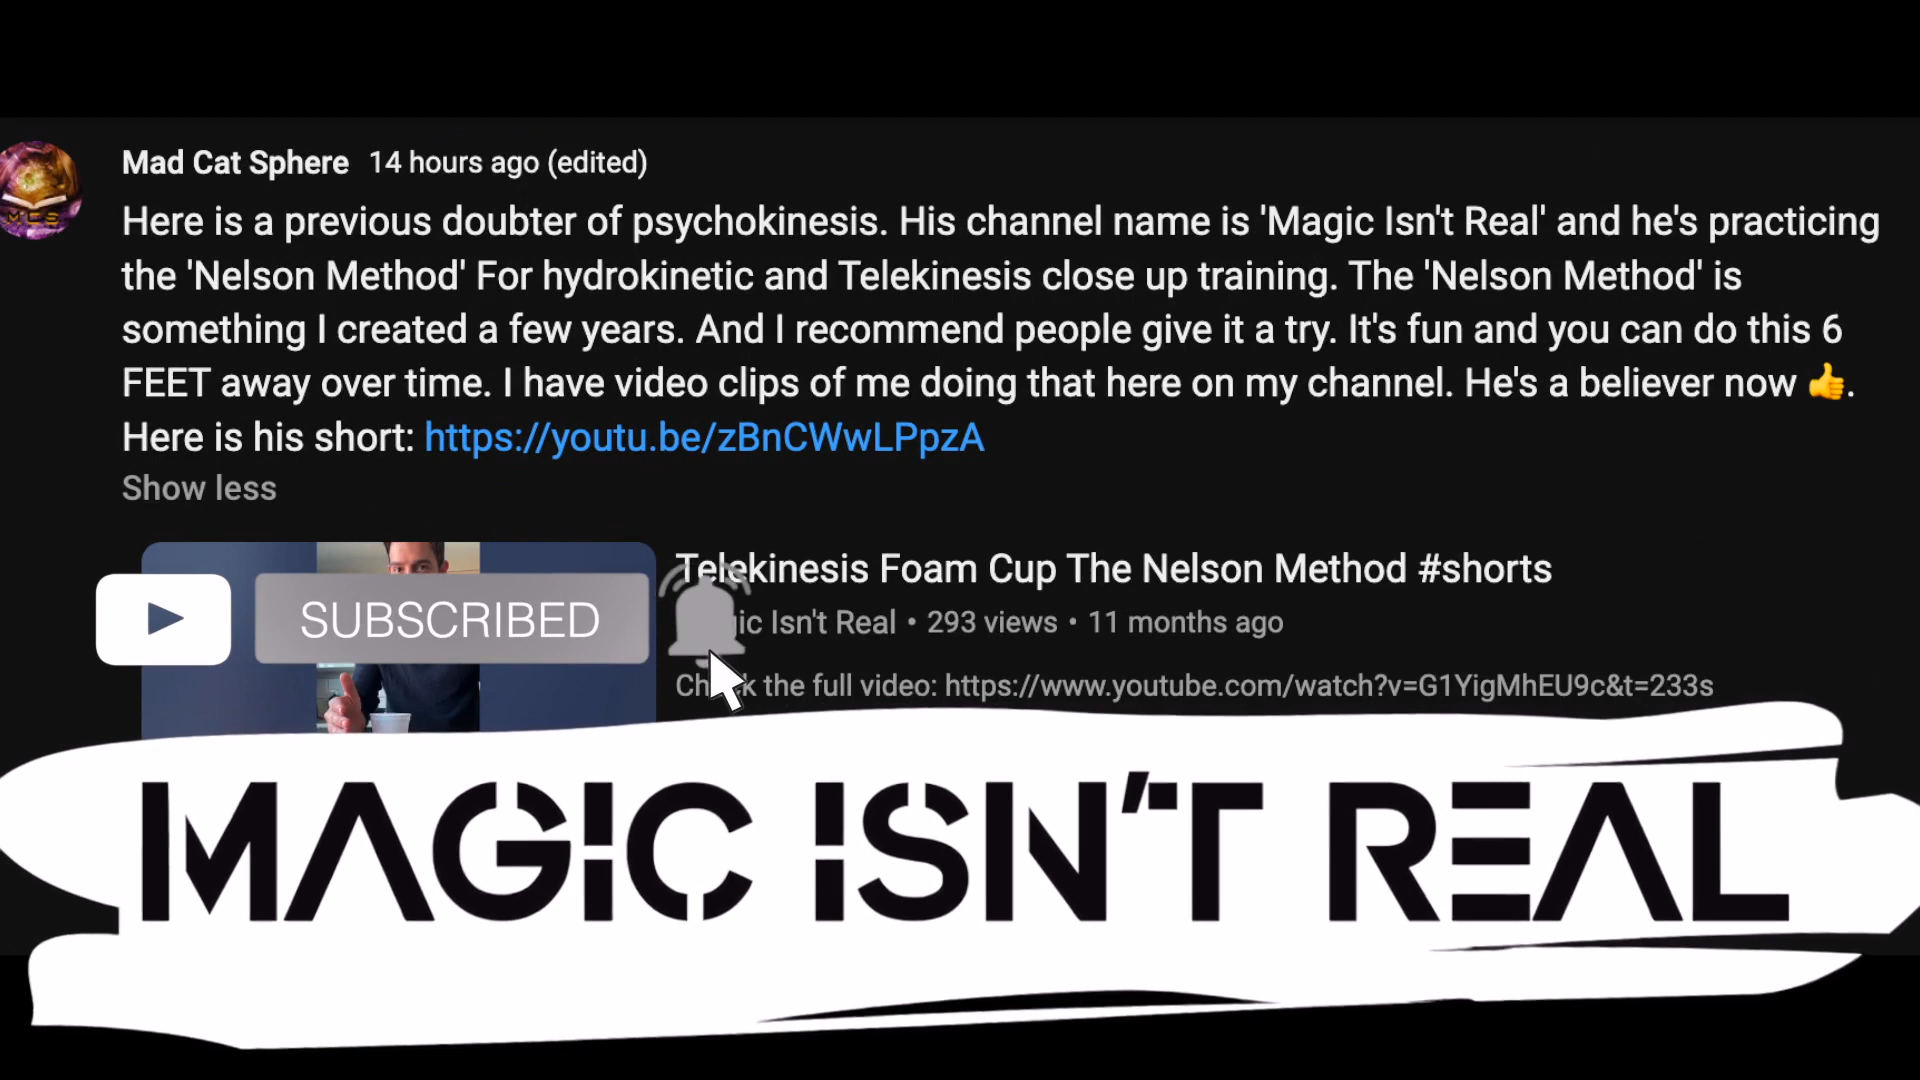 Mad Cat Sphere 14 hours ago (edited)
Here is a previous doubter of psychokinesis. His channel name is 'Magic Isn't Real' and he's practicing
the 'Nelson Method' For hydrokinetic and Telekinesis close up training. The 'Nelson Method' is
something I created a few years. And I recommend people give it a try. It's fun and you can do this 6
FEET away over time. I have video clips of me doing that here on my channel. He's a believer now 👍.
Here is his short: https://youtu.be/zBnCWwLPpzA
Show less
Telekinesis Foam Cup The Nelson Method #shorts
SUBSCRIBED
Isn't Real • 293 views • 11 months ago
the full video: https://www.youtube.com/watch?v=G1YigMhEU9c&t=233s
MAGIC ISN'T REAL
MCS